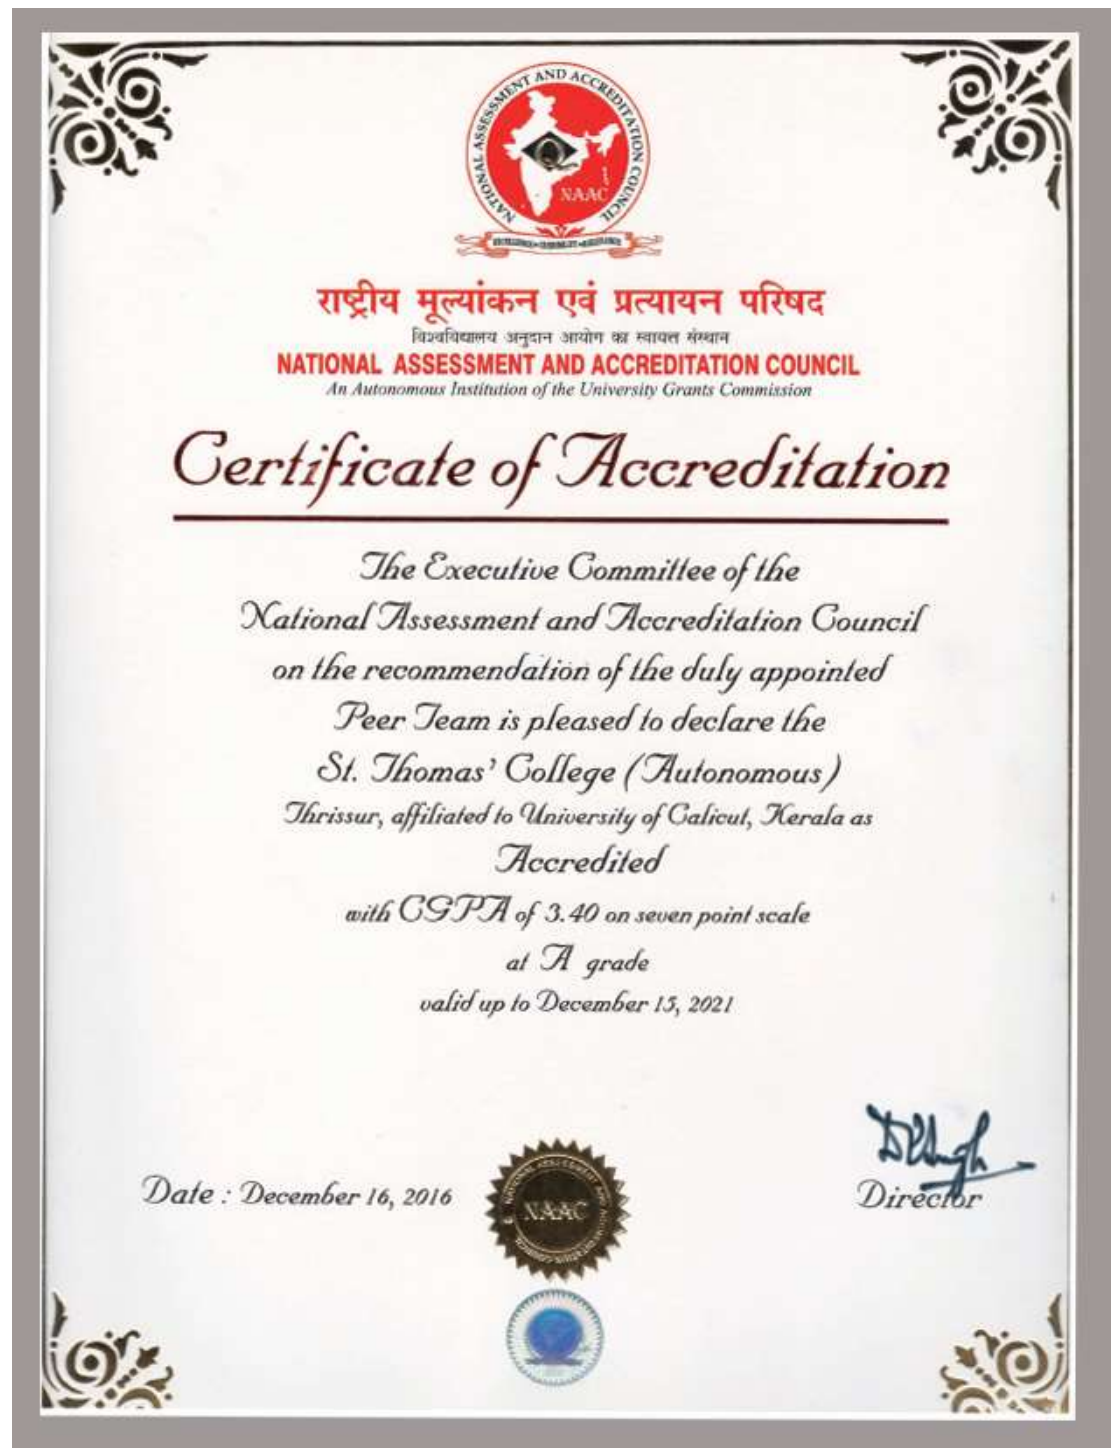 NATIONAL ASSESSMENT AND ACCREDITATION COUNCIL
NAAC
राष्ट्रीय मूल्यांकन एवं प्रत्यायन परिषद
विश्वविद्यालय अनुदान आयोग का स्वायत्त संस्थान
NATIONAL ASSESSMENT AND ACCREDITATION COUNCIL
An Autonomous Institution of the University Grants Commission
Certificate of Accreditation
The Executive Committee of the
National Assessment and Accreditation Council
on the recommendation of the duly appointed
Peer Team is pleased to declare the
St. Thomas' College (Autonomous)
Thrissur, affiliated to University of Calicut, Kerala as
Accredited
with CGPA of 3.40 on seven point scale
at A grade
valid up to December 15, 2021
Date : December 16, 2016
NAAC
Director